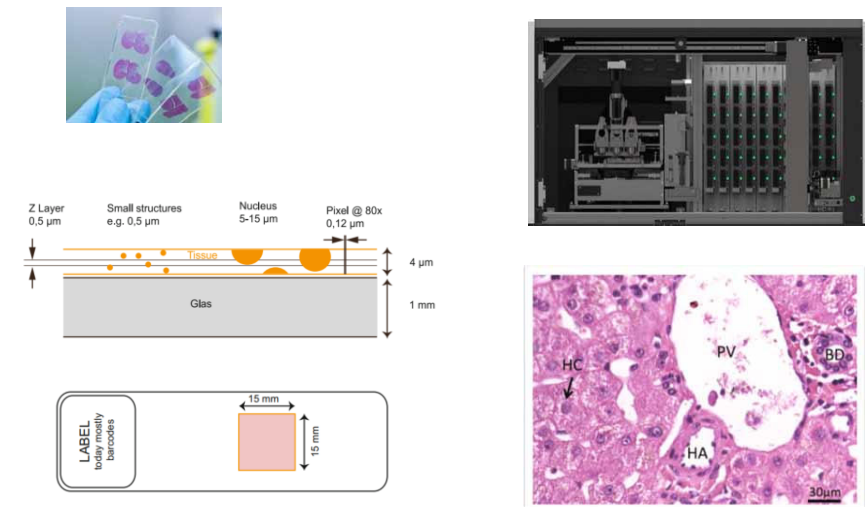 Z Layer
0,5 µm
Small structures
e.g. 0,5 µm
Nucleus
5-15 µm
Pixel @ 80x
0,12 µm
Tissue
4 µm
Glas
1 mm
LABEL
today mostly
barcodes
15 mm
15 mm
PV
BD
HC
HA
30µm